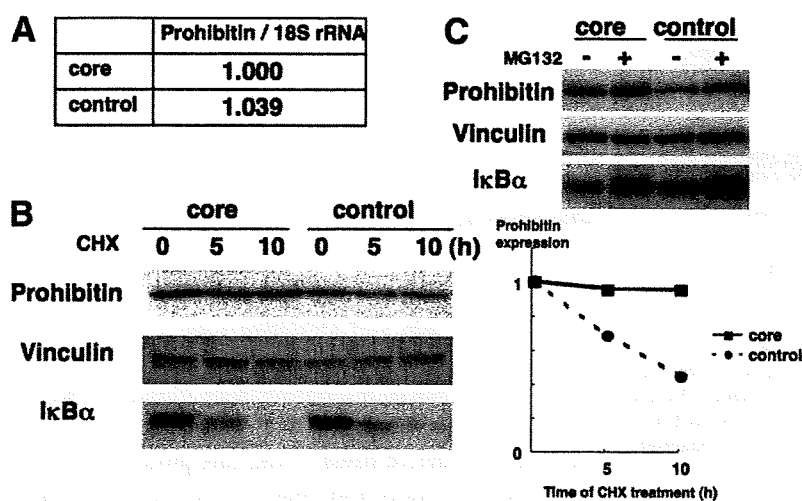 A
Prohibitin / 18S rRNA
core 1.000
control 1.039
B
core control
CHX 0 5 10 0 5 10 (h)
Prohibitin
Vinculin
IκBα
C
core control
MG132 - + - +
Prohibitin
Vinculin
IκBα
Prohibitin
expression
1
0
5 10
Time of CHX treatment (h)
core
control